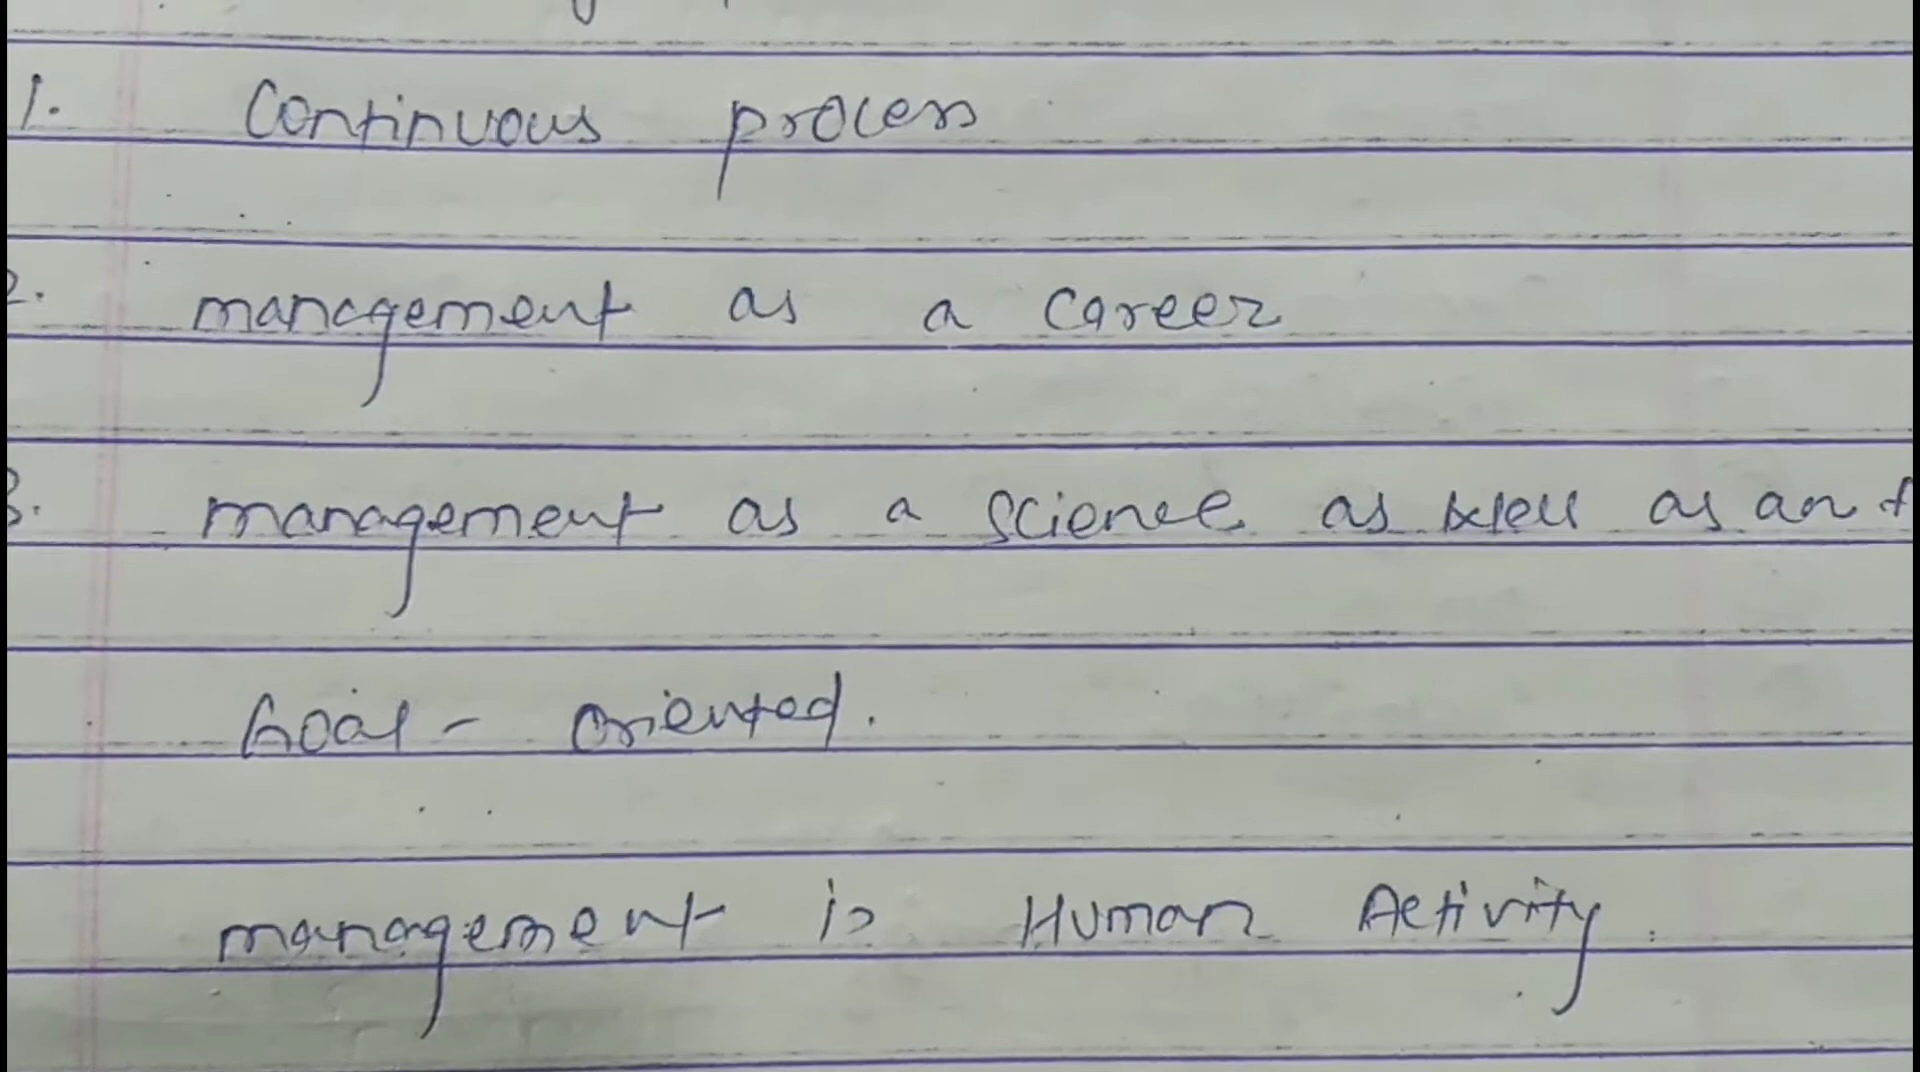 1. Continuous process
2. management as a career
3. management as a science as well as an
Goal - oriented.
management is Human Activity.